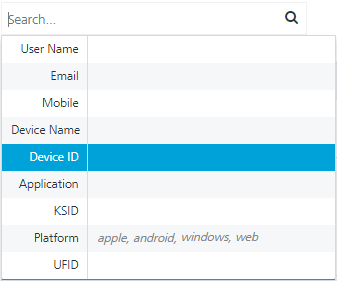 Search...
User Name
Email
Mobile
Device Name
Device ID
Application
KSID
Platform apple, android, windows, web
UFID